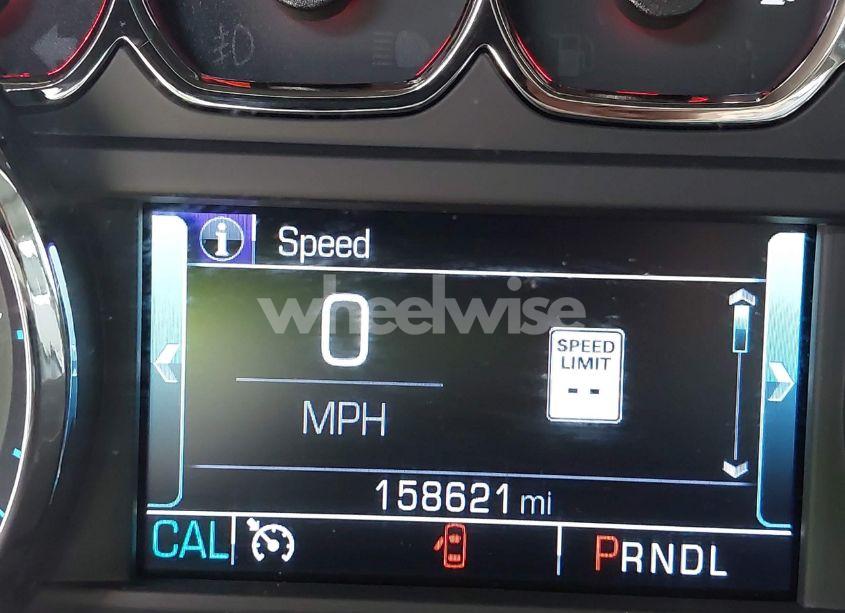 Speed
0
wheelwise
SPEED
LIMIT
--
MPH
158621 mi
CAL
PRNDL